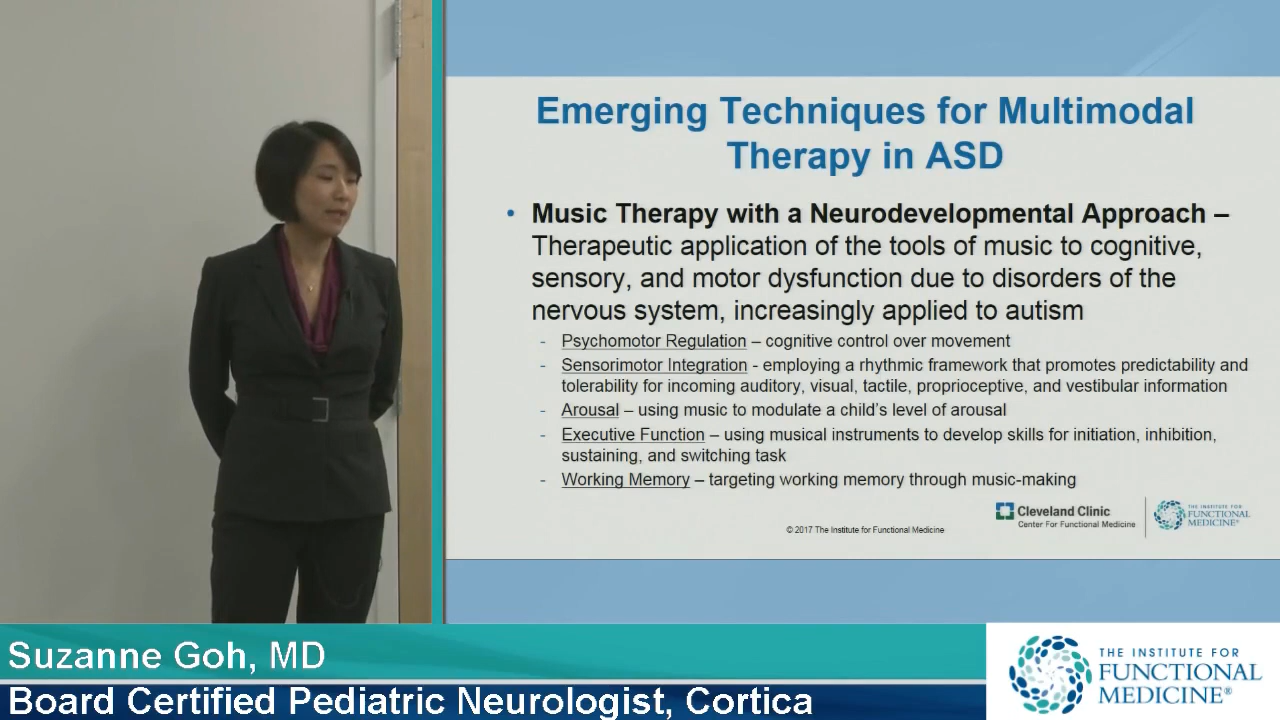 Emerging Techniques for Multimodal
Therapy in ASD
• Music Therapy with a Neurodevelopmental Approach –
Therapeutic application of the tools of music to cognitive,
sensory, and motor dysfunction due to disorders of the
nervous system, increasingly applied to autism
- Psychomotor Regulation – cognitive control over movement
- Sensorimotor Integration - employing a rhythmic framework that promotes predictability and
tolerability for incoming auditory, visual, tactile, proprioceptive, and vestibular information
- Arousal – using music to modulate a child's level of arousal
- Executive Function – using musical instruments to develop skills for initiation, inhibition,
sustaining, and switching task
- Working Memory – targeting working memory through music-making
Cleveland Clinic
Center For Functional Medicine
THE INSTITUTE FOR
FUNCTIONAL
MEDICINE®
© 2017 The Institute for Functional Medicine
Suzanne Goh, MD
Board Certified Pediatric Neurologist, Cortica
THE INSTITUTE FOR
FUNCTIONAL
MEDICINE®